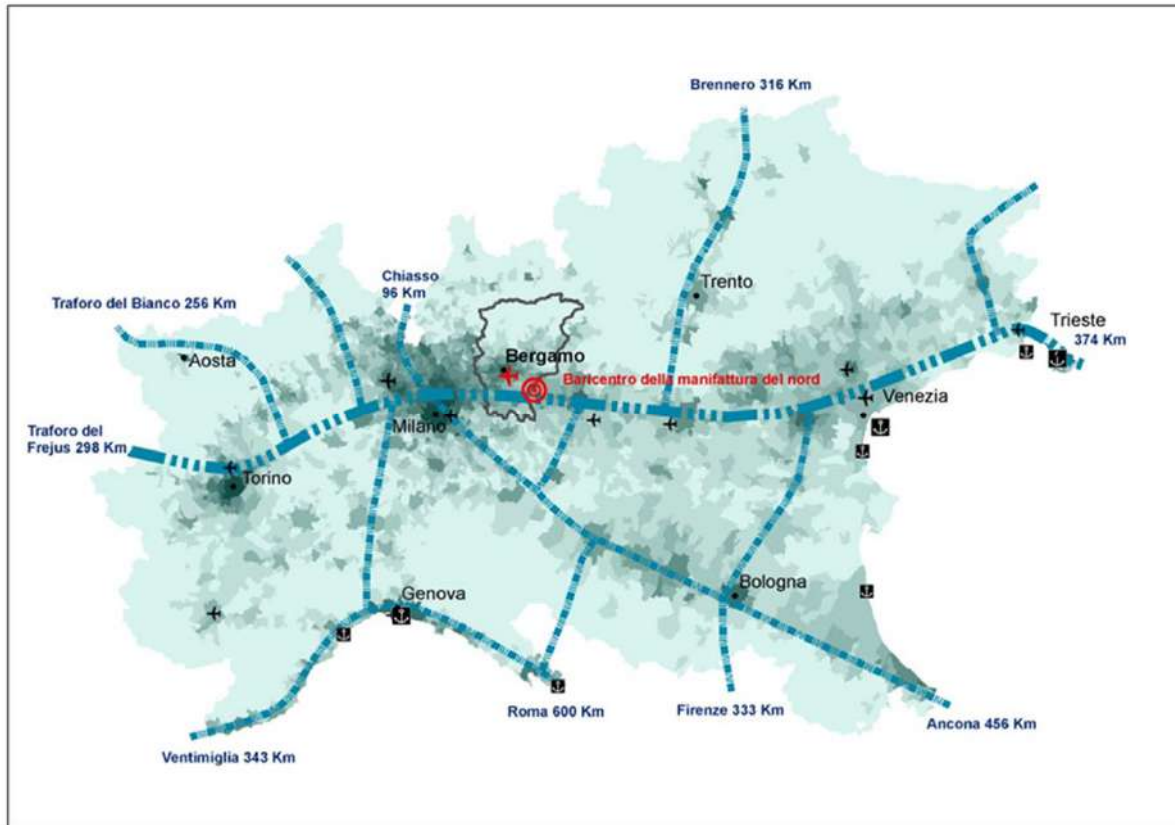 Brennero 316 Km
Chiasso
96 Km
Traforo del Bianco 256 Km
Trento
Aosta
Bergamo
Trieste
374 Km
Baricentro della manifattura del nord
Venezia
Milano
Traforo del
Frejus 298 Km
Torino
Genova
Bologna
Roma 600 Km
Firenze 333 Km
Ancona 456 Km
Ventimiglia 343 Km